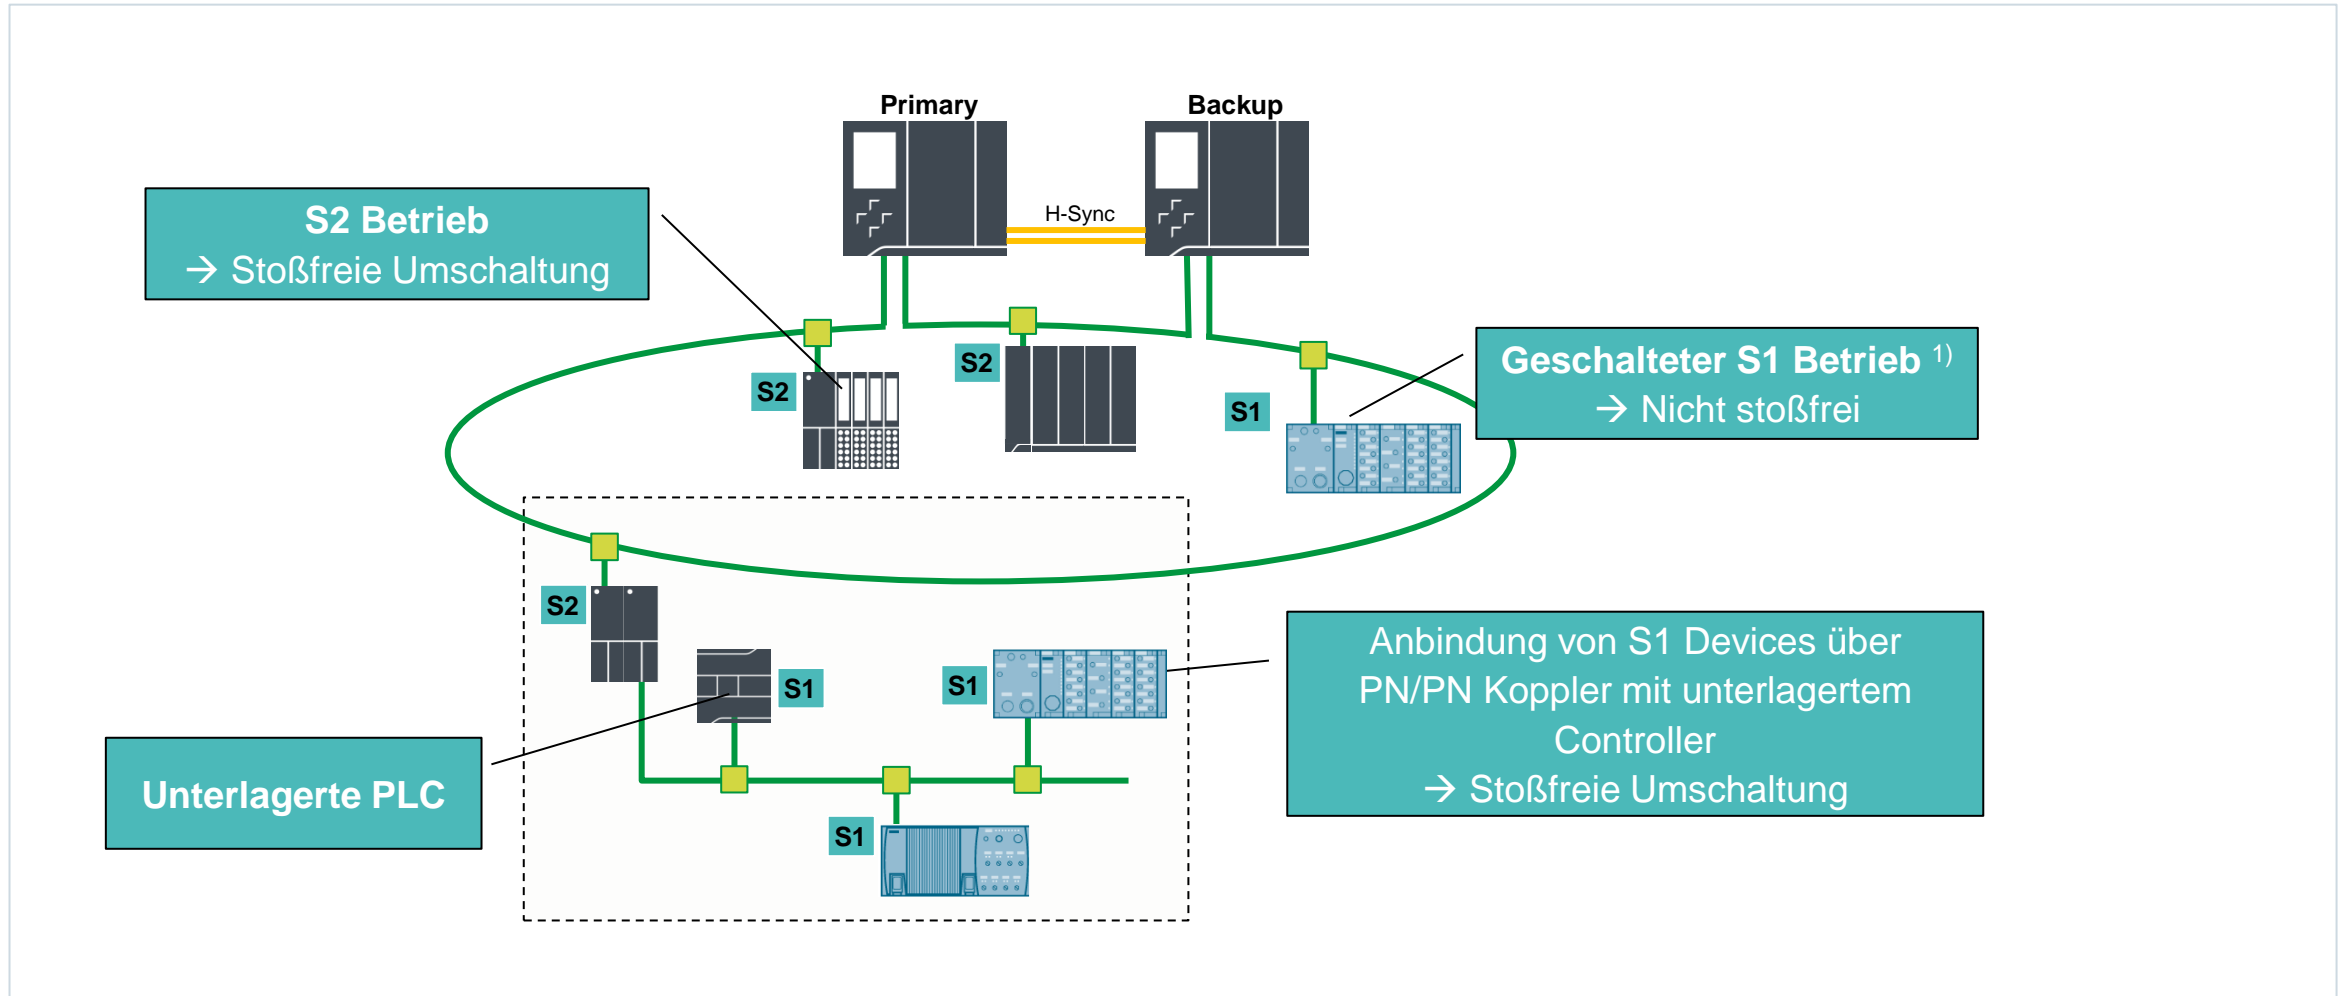 Primary
Backup
S2 Betrieb
→ Stoßfreie Umschaltung
H-Sync
S2
S2
S1
Geschalteter S1 Betrieb 1)
→ Nicht stoßfrei
S2
S1
S1
Anbindung von S1 Devices über
PN/PN Koppler mit unterlagertem
Controller
→ Stoßfreie Umschaltung
Unterlagerte PLC
S1